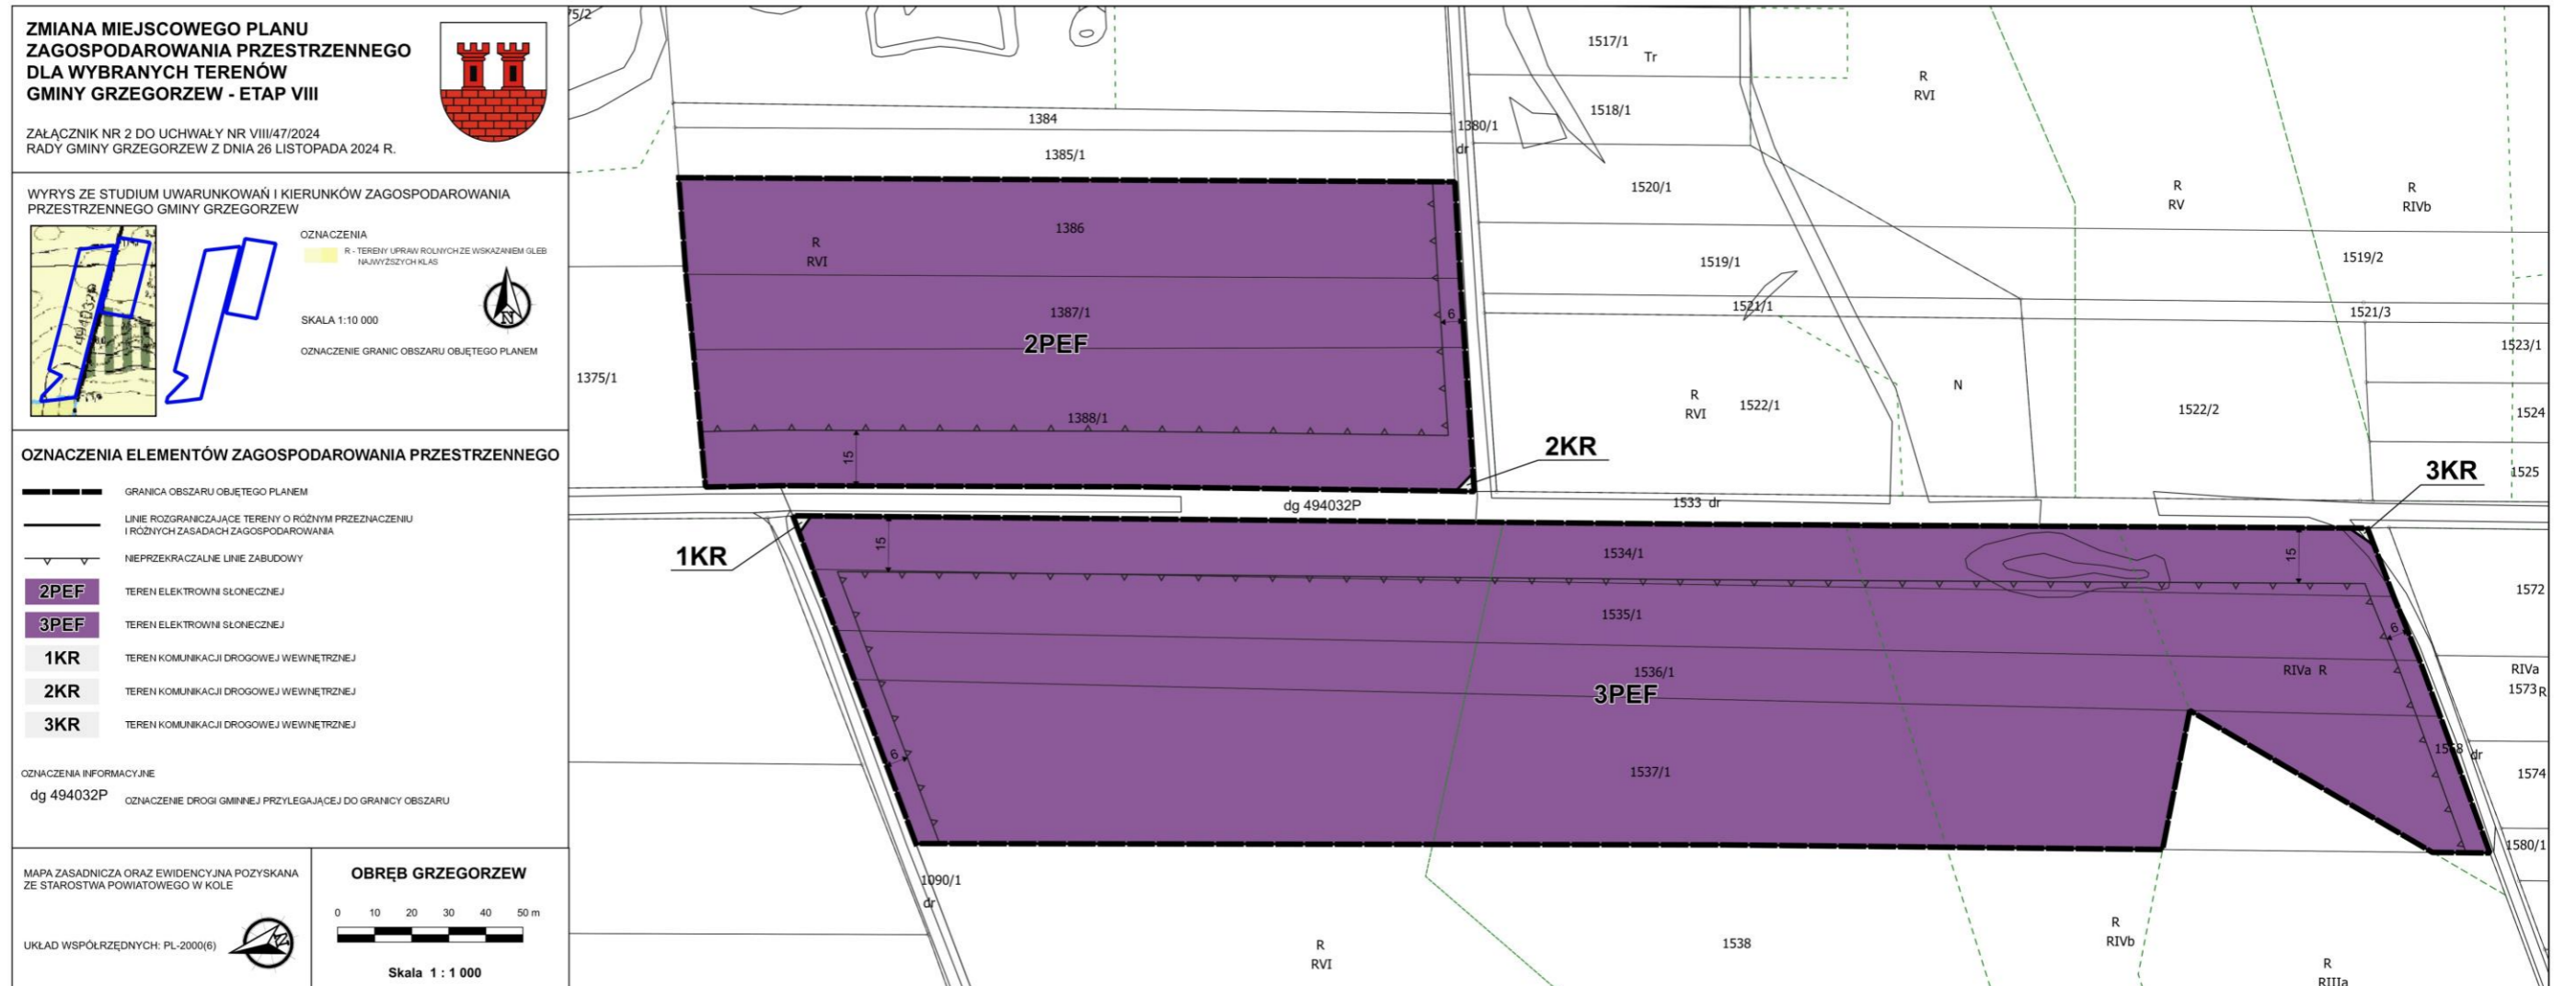 ZMIANA MIEJSCOWEGO PLANU
ZAGOSPODAROWANIA PRZESTRZENNEGO
DLA WYBRANYCH TERENÓW
GMINY GRZEGORZEW - ETAP VIII
ZAŁĄCZNIK NR 2 DO UCHWAŁY NR VIII/47/2024
RADY GMINY GRZEGORZEW Z DNIA 26 LISTOPADA 2024 R.
WYRYS ZE STUDIUM UWARUNKOWAŃ I KIERUNKÓW ZAGOSPODAROWANIA
PRZESTRZENNEGO GMINY GRZEGORZEW
OZNACZENIA
R - TERENY UPRAW ROLNYCH ZE WSKAZANIEM GLEB
NAJWYŻSZYCH KLAS
N
SKALA 1:10 000
OZNACZENIE GRANIC OBSZARU OBJĘTEGO PLANEM
OZNACZENIA ELEMENTÓW ZAGOSPODAROWANIA PRZESTRZENNEGO
GRANICA OBSZARU OBJĘTEGO PLANEM
LINIE ROZGRANICZAJĄCE TERENY O RÓŻNYM PRZEZNACZENIU
I RÓŻNYCH ZASADACH ZAGOSPODAROWANIA
NIEPRZEKRACZALNE LINIE ZABUDOWY
2PEF TEREN ELEKTROWNI SŁONECZNEJ
3PEF TEREN ELEKTROWNI SŁONECZNEJ
1KR TEREN KOMUNIKACJI DROGOWEJ WEWNĘTRZNEJ
2KR TEREN KOMUNIKACJI DROGOWEJ WEWNĘTRZNEJ
3KR TEREN KOMUNIKACJI DROGOWEJ WEWNĘTRZNEJ
OZNACZENIA INFORMACYJNE
dg 494032P OZNACZENIE DROGI GMINNEJ PRZYLEGAJĄCEJ DO GRANICY OBSZARU
MAPA ZASADNICZA ORAZ EWIDENCYJNA POZYSKANA
ZE STAROSTWA POWIATOWEGO W KOLE
UKŁAD WSPÓŁRZĘDNYCH: PL-2000(6)
N
OBRĘB GRZEGORZEW
0 10 20 30 40 50 m
Skala 1 : 1 000
75/2
1517/1
Tr
R
RVI
1384
1518/1
1380/1
dr
1385/1
1520/1
R
RV
R
RIVb
1386
R
RVI
1519/1
1519/2
1387/1
6
1521/1
1521/3
2PEF
1523/1
1375/1
N
R
RVI
1522/1
1522/2
1524
1388/1
15
2KR
3KR
1525
dg 494032P
1533 dr
1KR
15
1534/1
15
1572
1535/1
6
1536/1
RIVa R
RIVa
1573 R
3PEF
6
1558 dr
1537/1
1574
1580/1
1090/1
dr
R
RVI
1538
R
RIVb
R
RIIIa